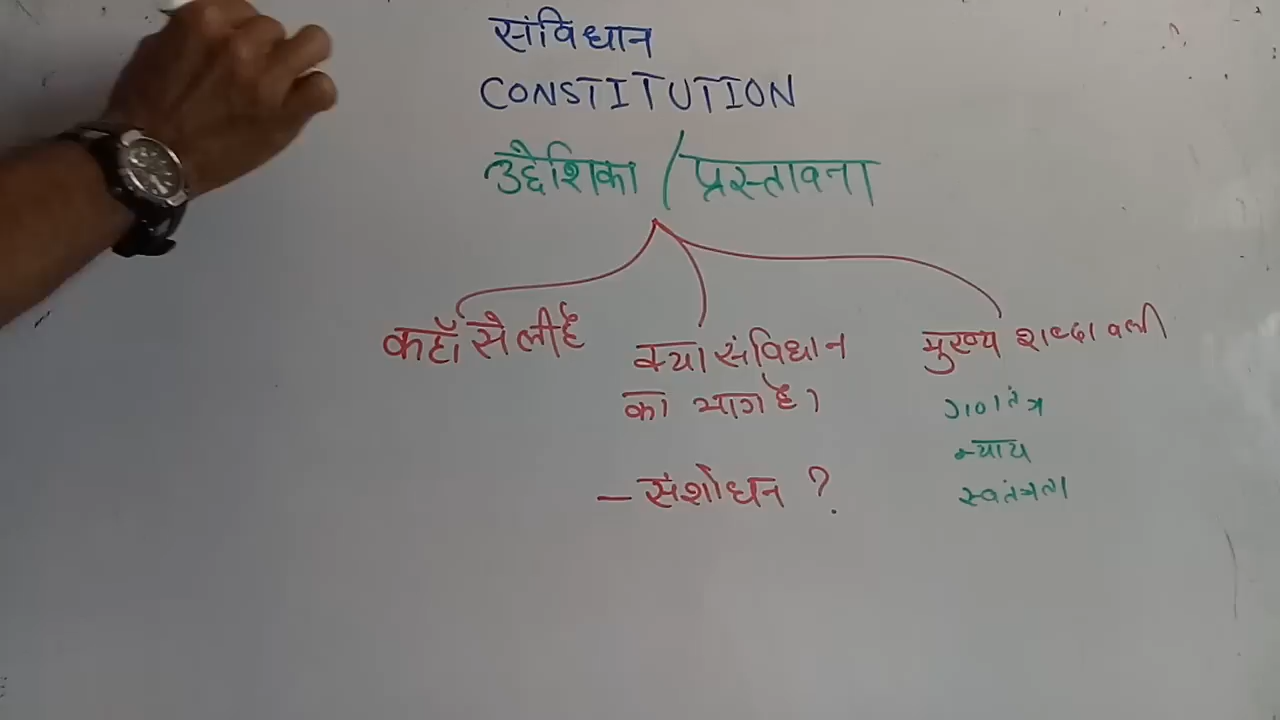 संविधान
CONSTITUTION
उद्देशिका / प्रस्तावना
कहाँ से ली है
क्या संविधान
का भाग है।
- संशोधन ?
मुख्य शब्दावली
गणतंत्र
न्याय
स्वतंत्रता